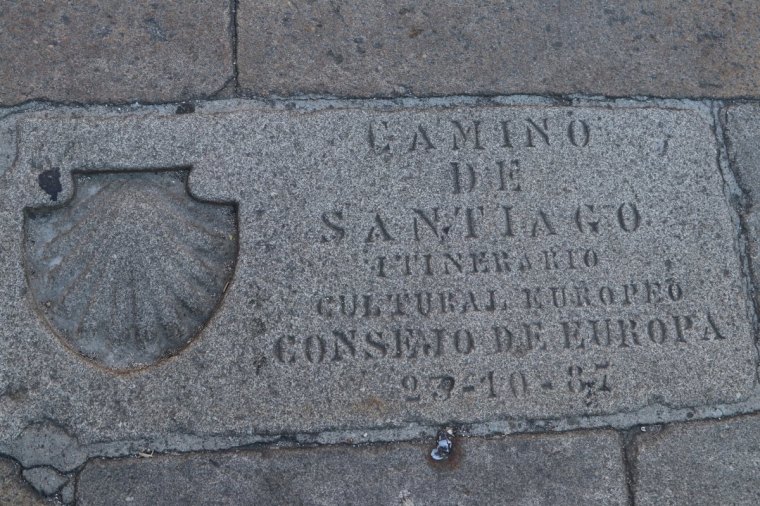 CAMINO
DE
SANTIAGO
ITINERARIO
CULTURAL EUROPEO
CONSEJO DE EUROPA
23-10-87